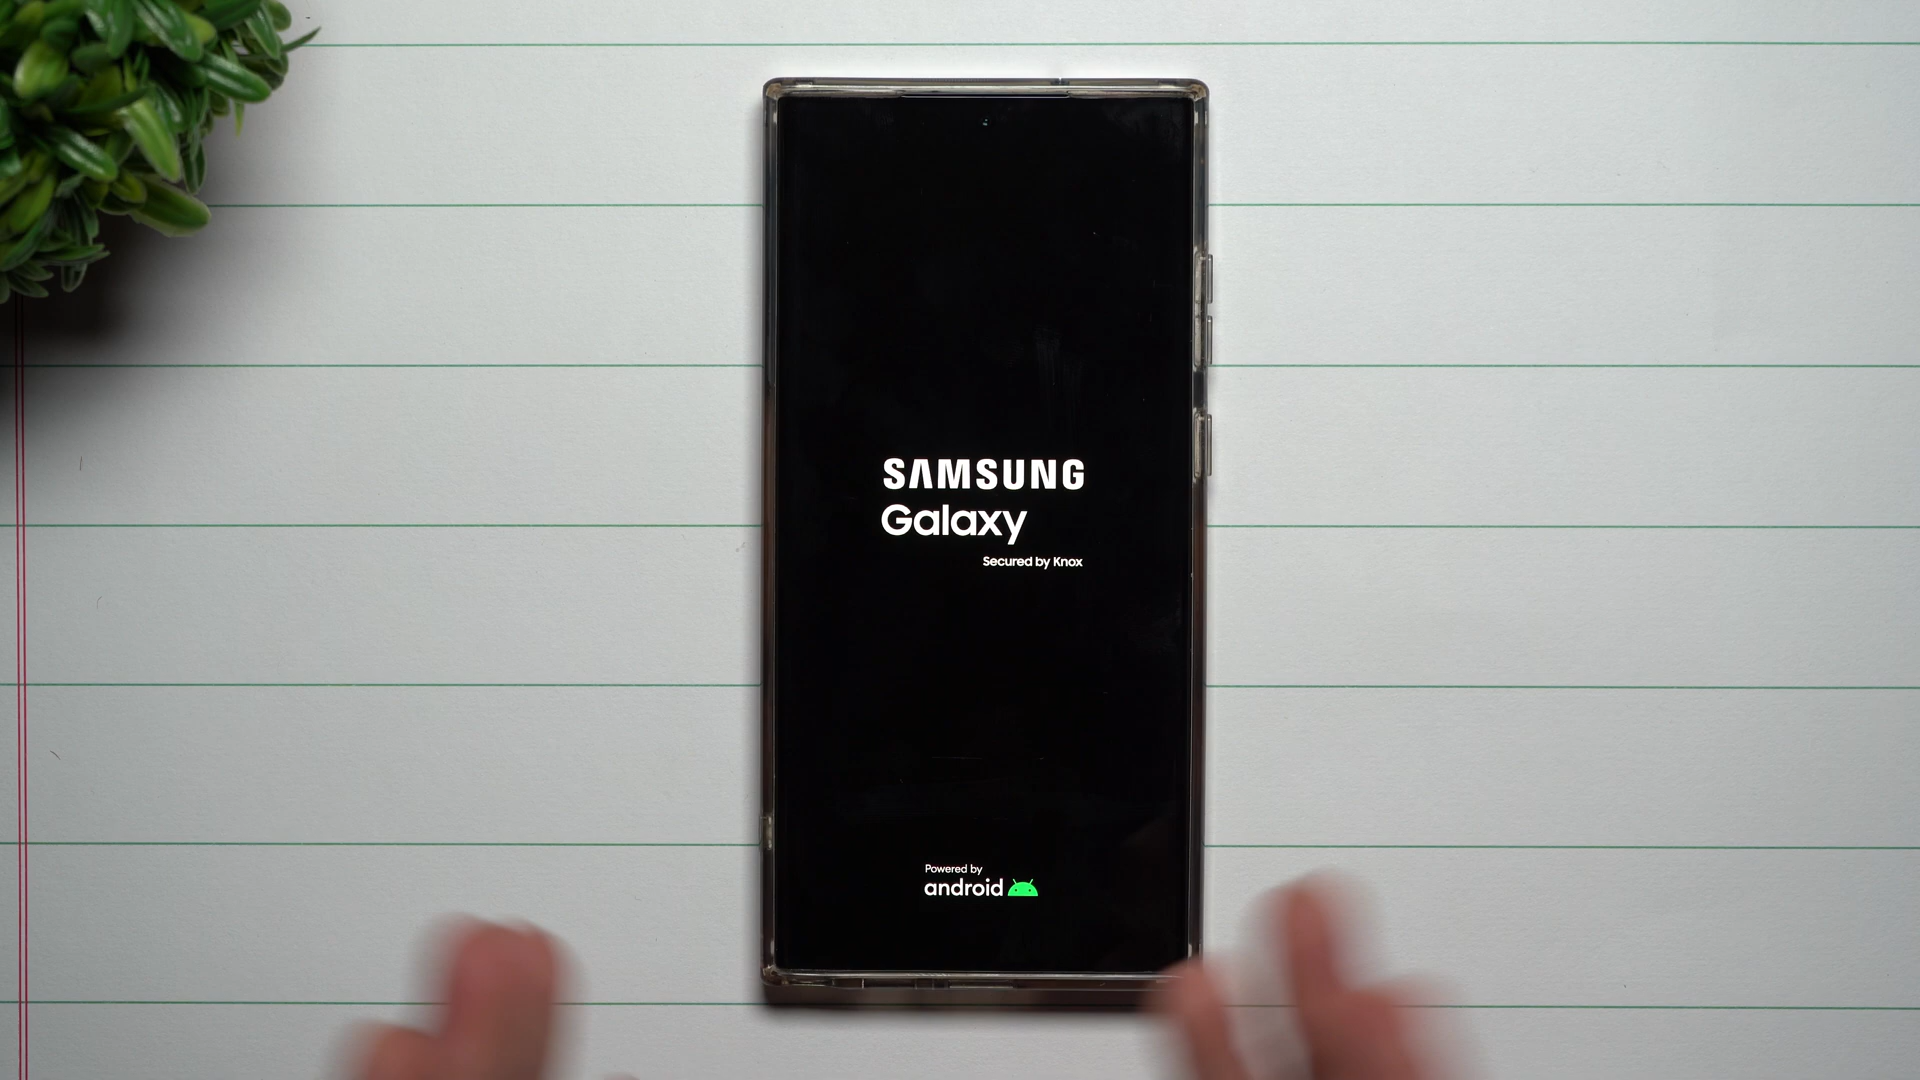 SAMSUNG
Galaxy
Secured by Knox
Powered by
android